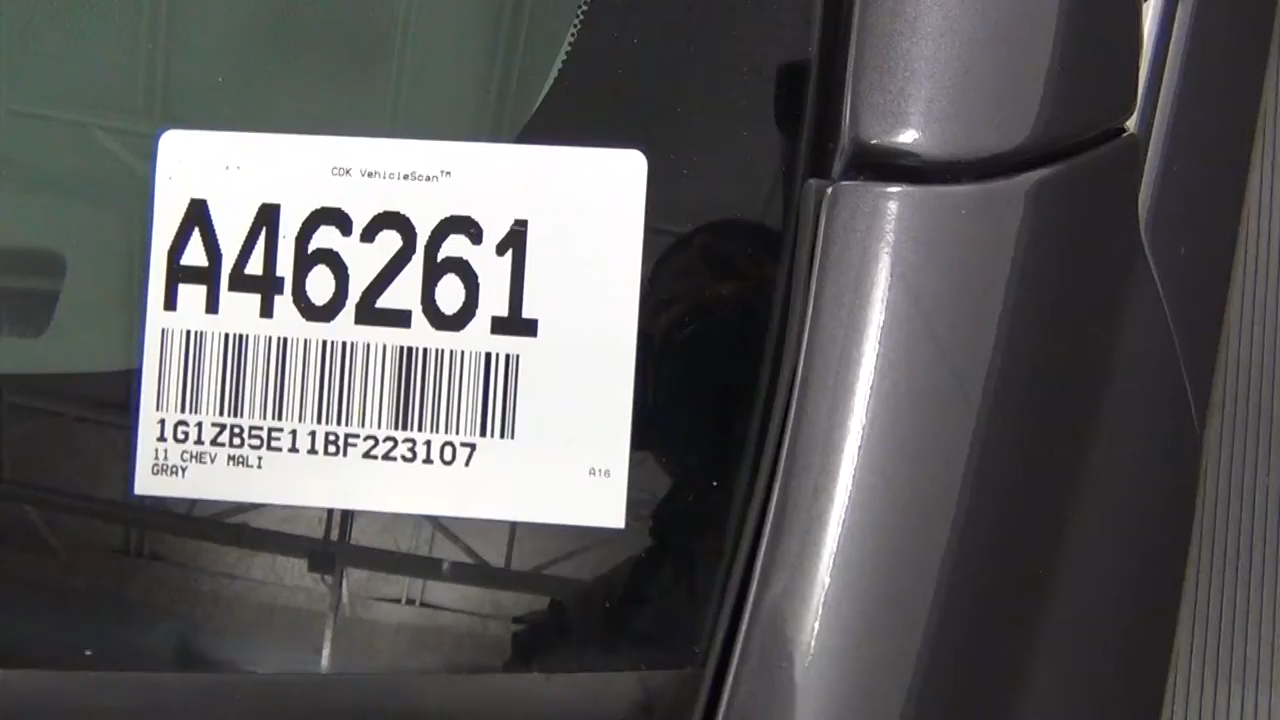 CDK VehicleScan™
A46261
1G1ZB5E11BF223107
11 CHEV MALI
GRAY
A16